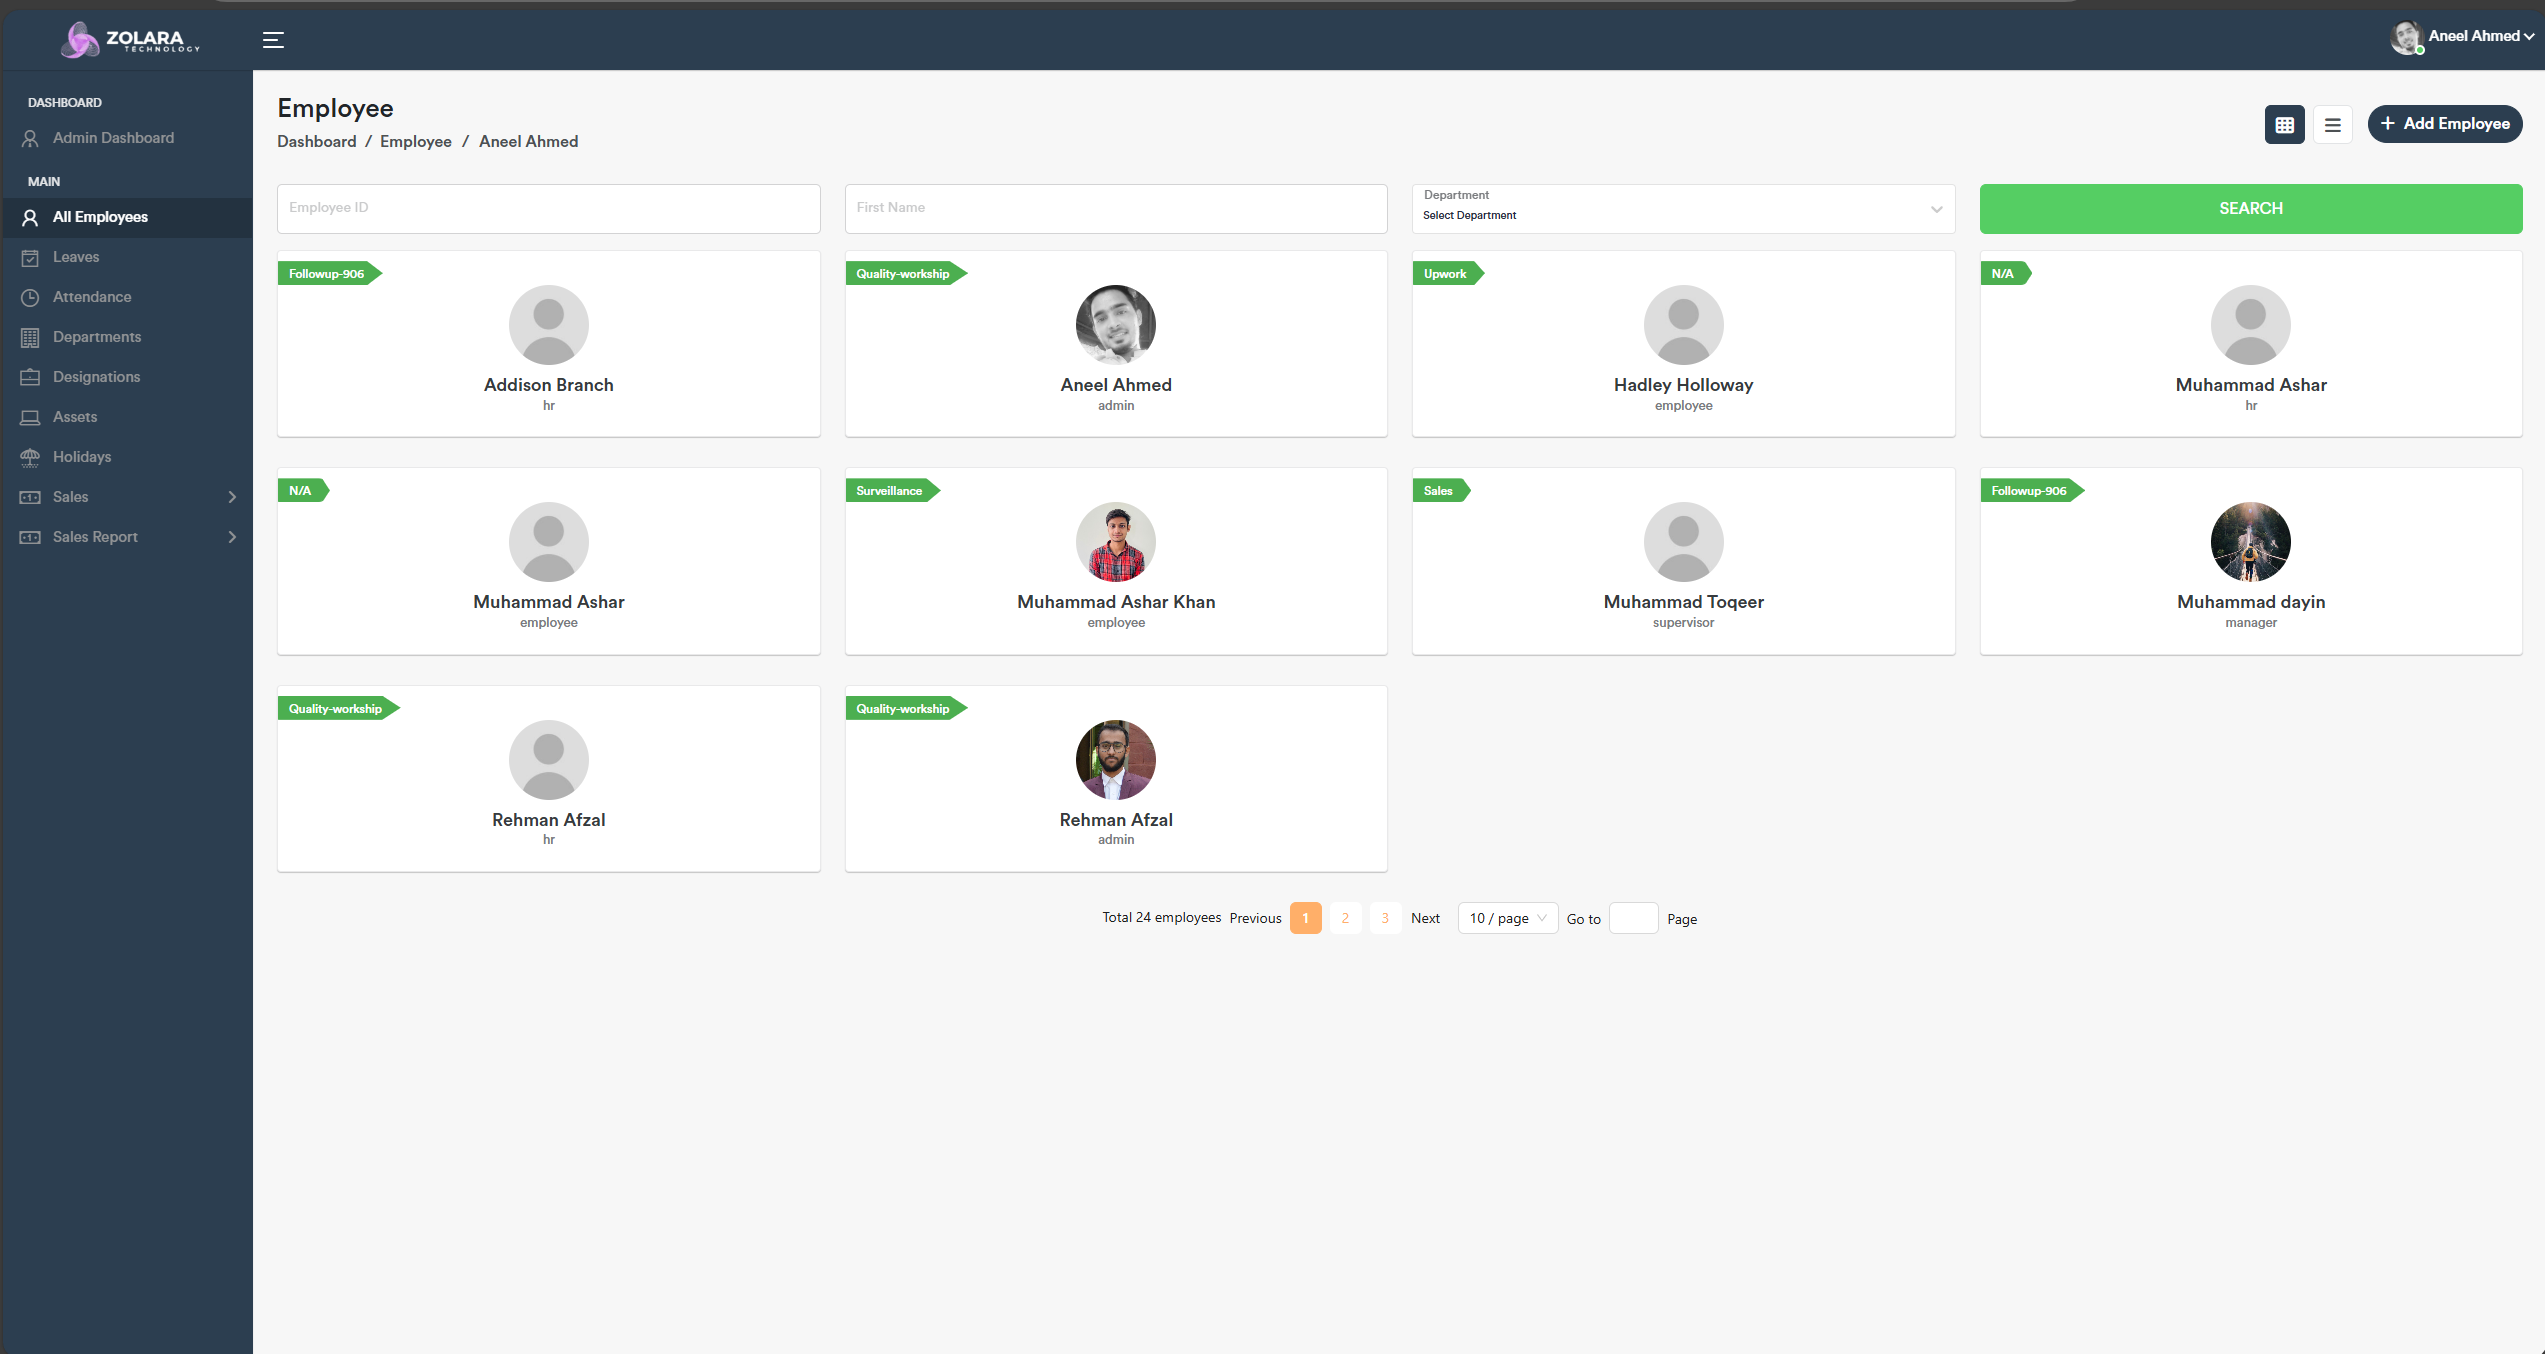 ZOLARA
TECHNOLOGY
Aneel Ahmed
DASHBOARD
Admin Dashboard
MAIN
All Employees
Leaves
Attendance
Departments
Designations
Assets
Holidays
Sales
Sales Report
Employee
Dashboard / Employee / Aneel Ahmed
+ Add Employee
Employee ID
First Name
Department
Select Department
SEARCH
Followup-906
Addison Branch
hr
Quality-workship
Aneel Ahmed
admin
Upwork
Hadley Holloway
employee
N/A
Muhammad Ashar
hr
N/A
Muhammad Ashar
employee
Surveillance
Muhammad Ashar Khan
employee
Sales
Muhammad Toqeer
supervisor
Followup-906
Muhammad dayin
manager
Quality-workship
Rehman Afzal
hr
Quality-workship
Rehman Afzal
admin
Total 24 employees Previous 1 2 3 Next 10 / page Go to Page